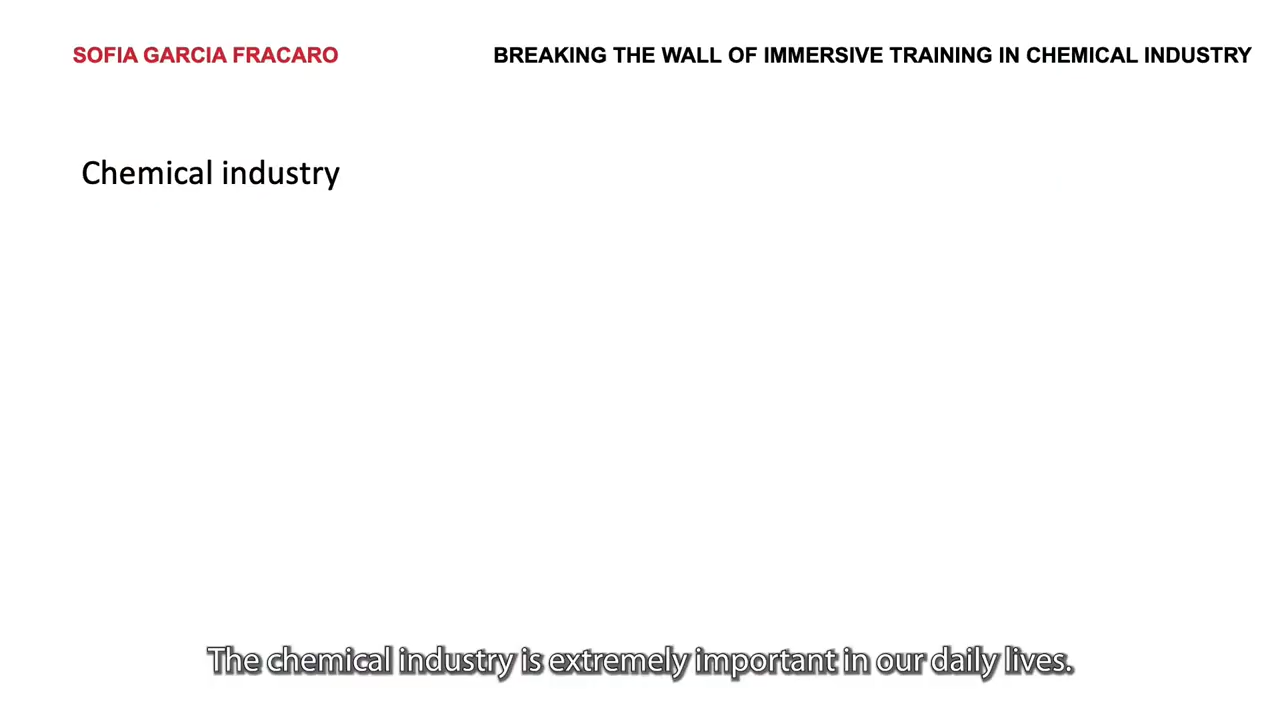 SOFIA GARCIA FRACARO
BREAKING THE WALL OF IMMERSIVE TRAINING IN CHEMICAL INDUSTRY
Chemical industry
The chemical industry is extremely important in our daily lives.